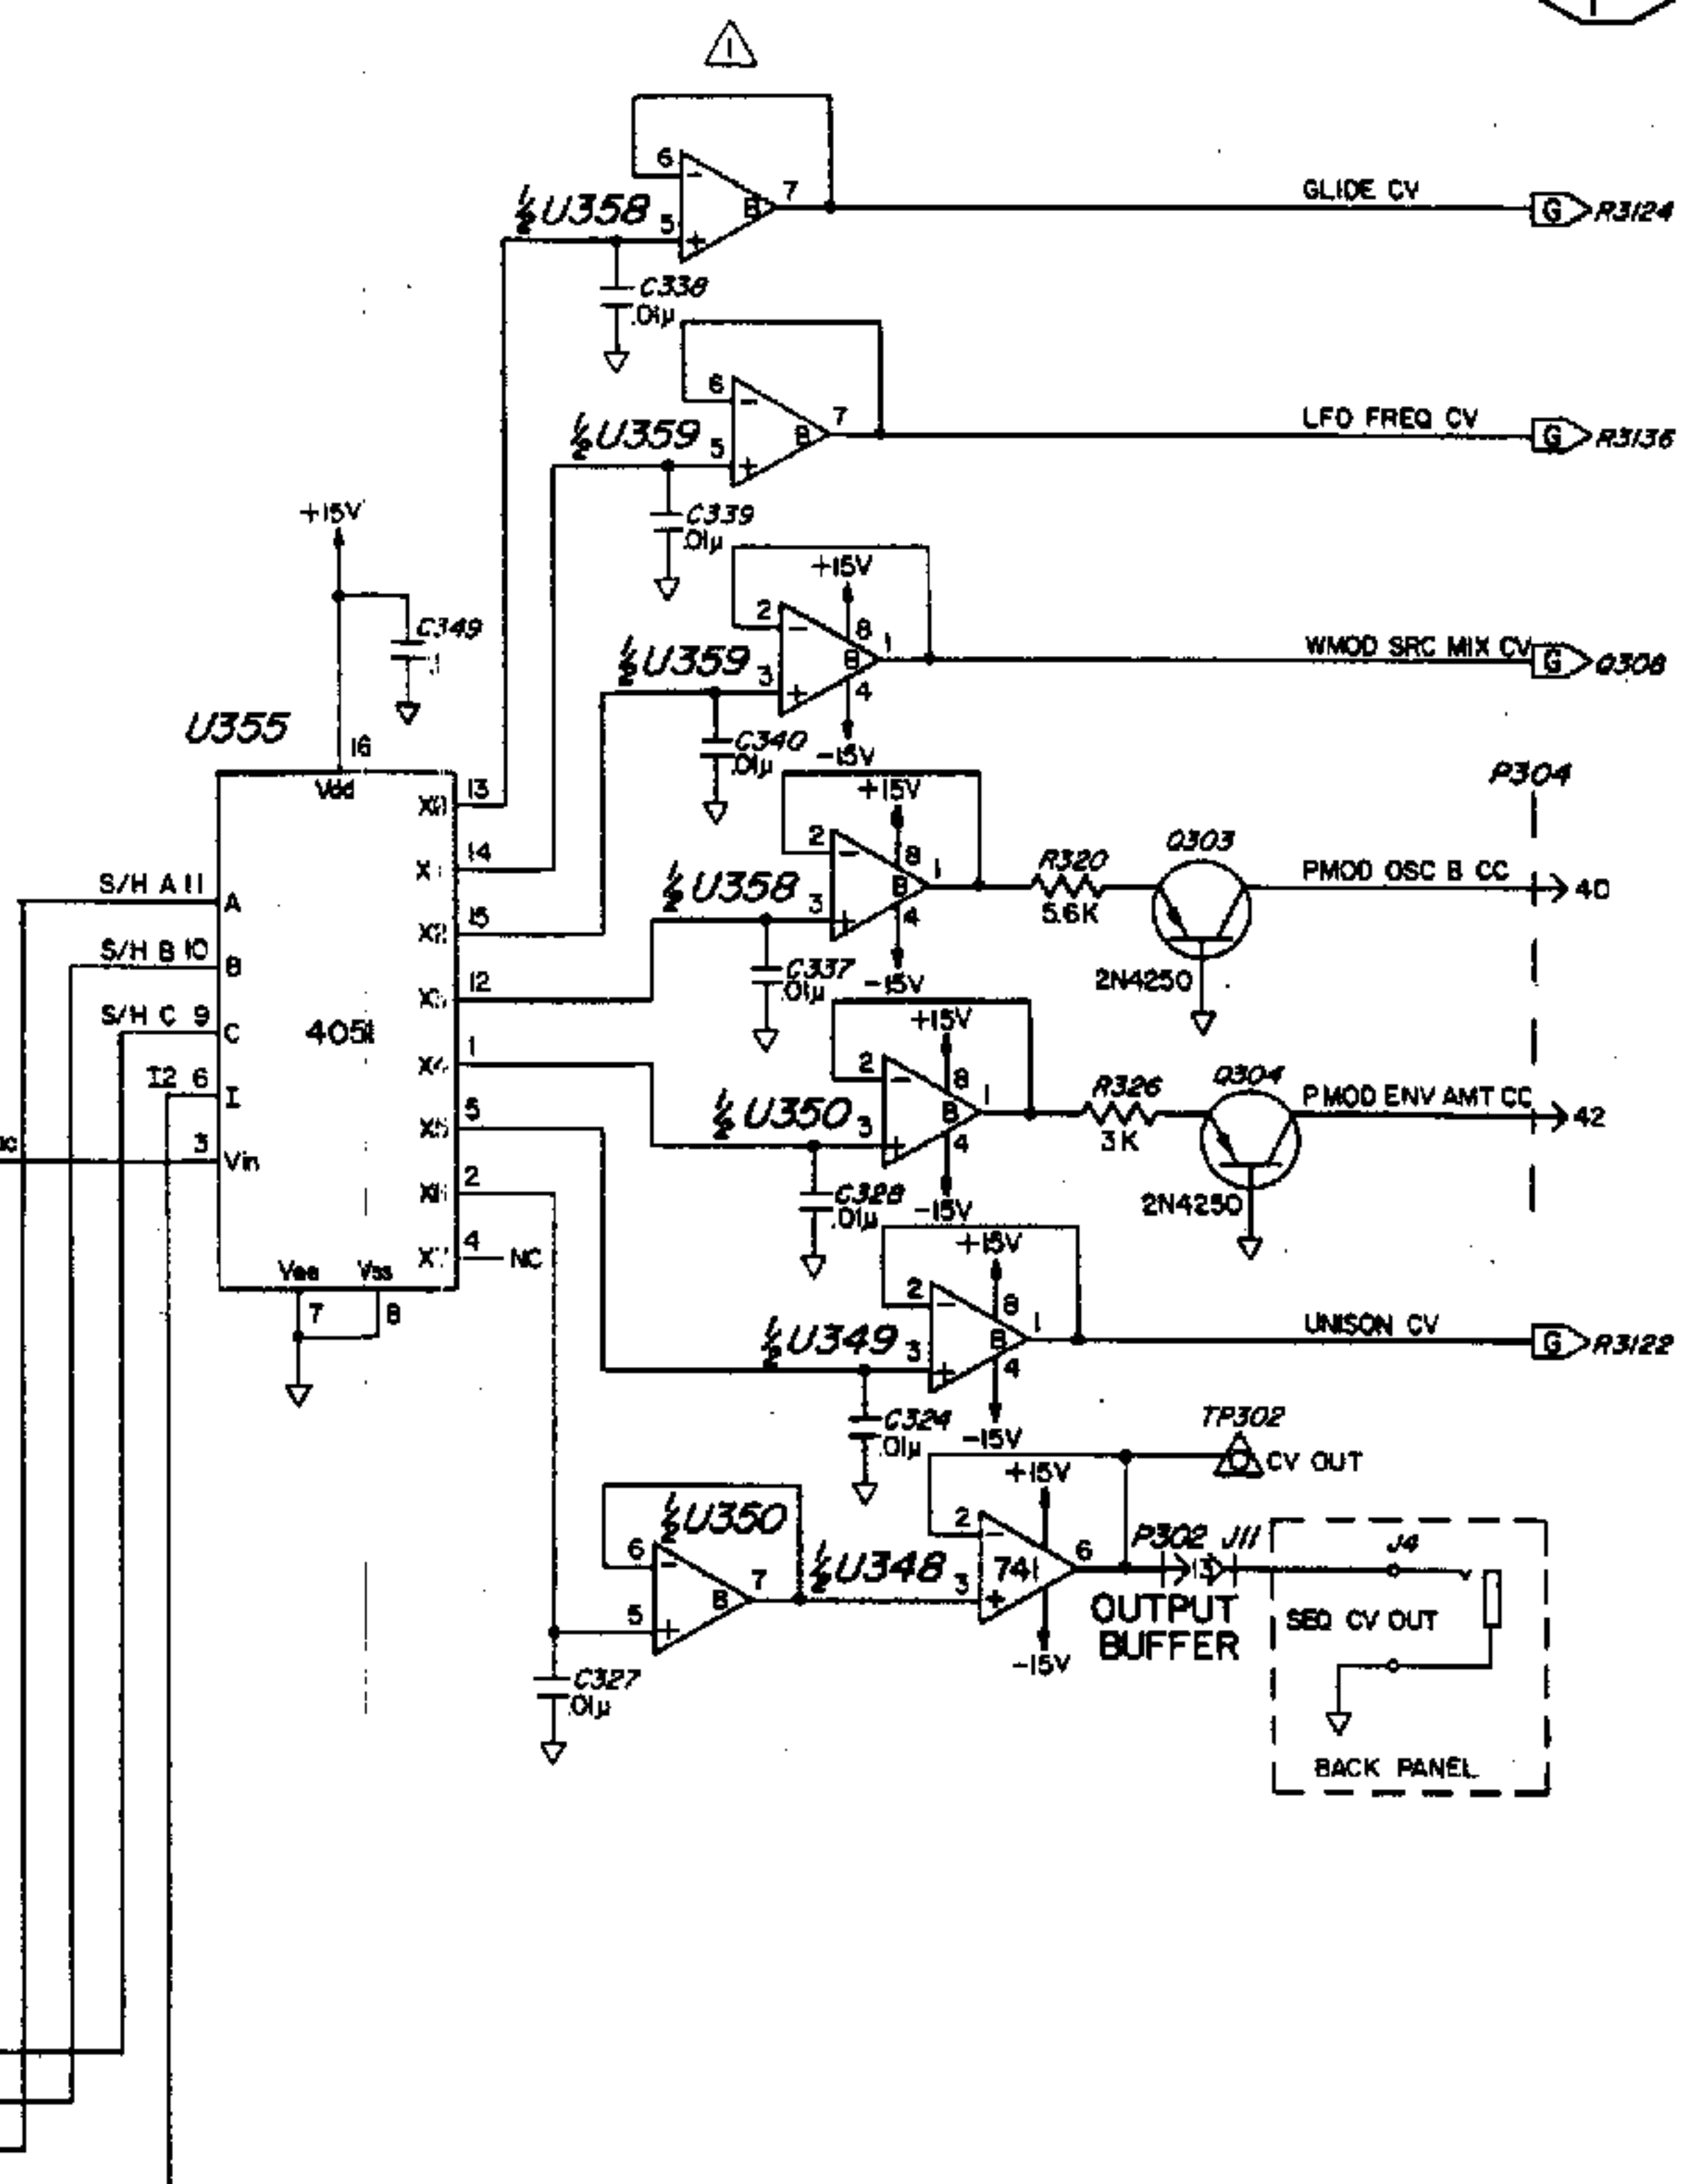 1
6
7
GLIDE CV
G R3124
½U358
5
C338
.01µ
6
7
LFO FREQ CV
G R3136
½U359
5
B
C339
.01µ
+15V
+15V
2
8
1
WMOD SRC MIX CV
G Q308
C349
.1
½U359
3
B
4
C340
.01µ
-15V
U355
16
P304
Vdd
X0 13
+15V
2
8
1
R320
5.6K
Q303
PMOD OSC B CC
40
X1 14
S/H A 11
A
½U358
3
B
4
X2 15
S/H B 10
B
C337
.01µ
-15V
2N4250
X3 12
S/H C 9
C
4051
+15V
2
8
1
R326
3K
Q304
PMOD ENV AMT CC
42
X4 1
I2 6
I
½U350
3
B
4
X5 5
3
Vin
C328
.01µ
-15V
2N4250
X6 2
X7 4 NC
Vee
Vss
7
8
+15V
2
8
1
UNISON CV
G R3122
½U349
3
B
4
C324
.01µ
-15V
TP302
CV OUT
+15V
½U350
6
7
5
B
½U348
2
3
741
6
P302
13
J11
J4
OUTPUT
BUFFER
SEQ CV OUT
-15V
C327
.01µ
BACK PANEL